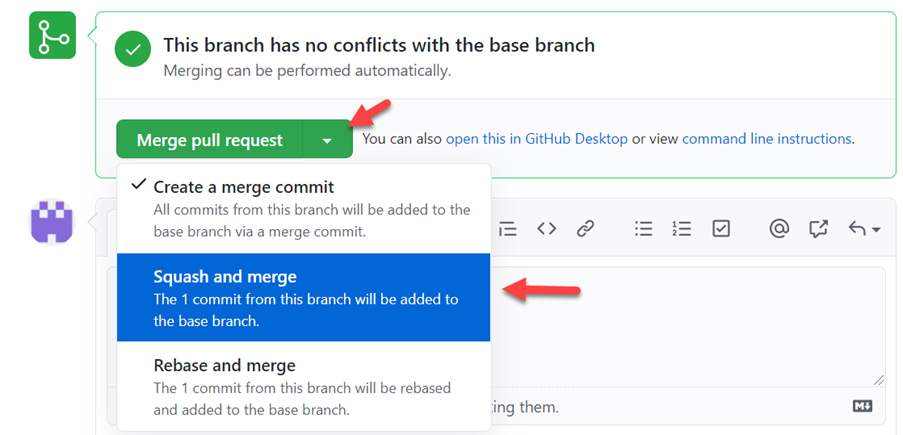 This branch has no conflicts with the base branch
Merging can be performed automatically.
Merge pull request
You can also open this in GitHub Desktop or view command line instructions.
Create a merge commit
All commits from this branch will be added to the
base branch via a merge commit.
Squash and merge
The 1 commit from this branch will be added to
the base branch.
Rebase and merge
The 1 commit from this branch will be rebased
and added to the base branch.
ing them.